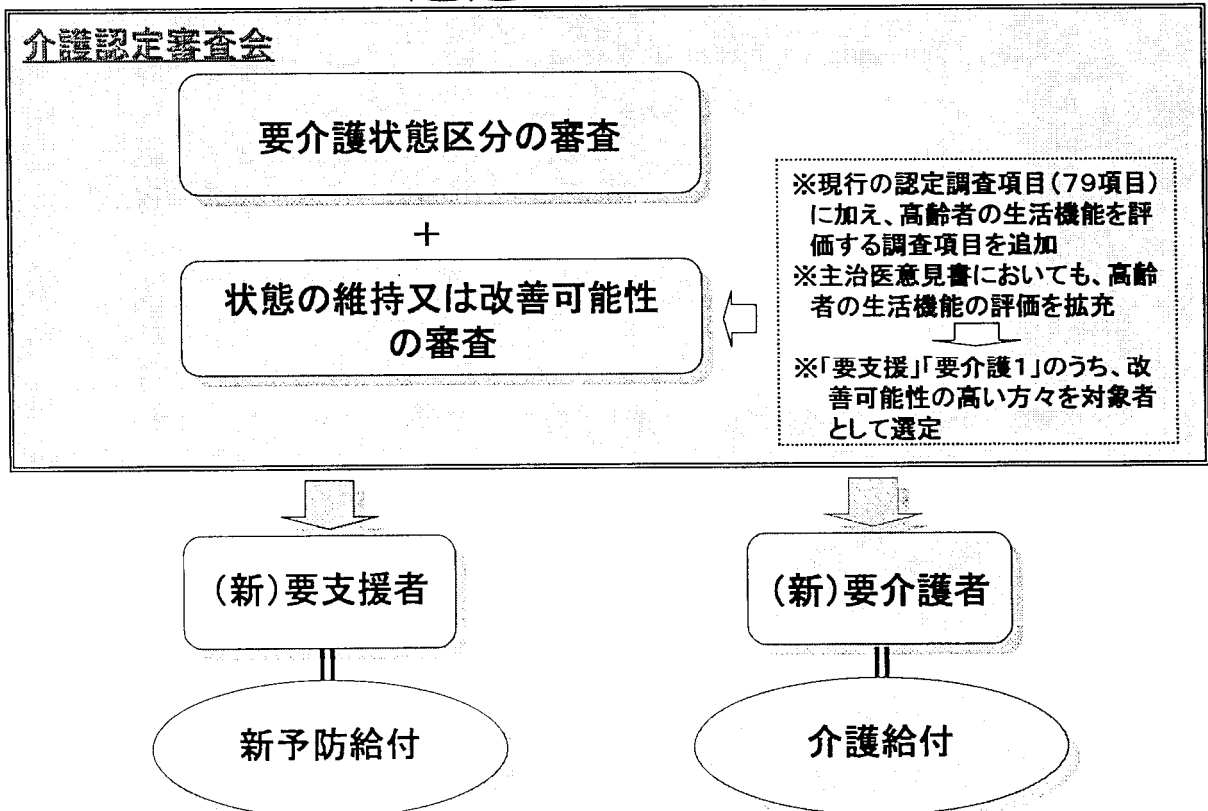 介護認定審査会
要介護状態区分の審査
+
状態の維持又は改善可能性
の審査
※現行の認定調査項目(79項目)
に加え、高齢者の生活機能を評
価する調査項目を追加
※主治医意見書においても、高齢
者の生活機能の評価を拡充
※「要支援」「要介護1」のうち、改
善可能性の高い方々を対象者
として選定
(新)要支援者
(新)要介護者
新予防給付
介護給付